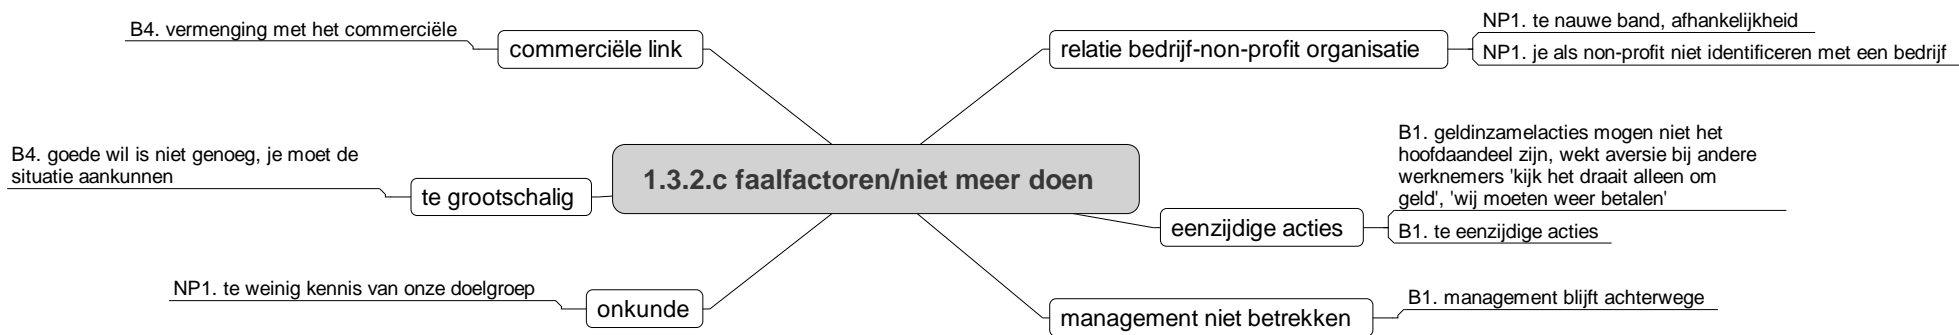 1.3.2.c faalfactoren/niet meer doen
relatie bedrijf-non-profit organisatie
NP1. te nauwe band, afhankelijkheid
NP1. je als non-profit niet identificeren met een bedrijf
eenzijdige acties
B1. geldinzamelacties mogen niet het
hoofdaandeel zijn, wekt aversie bij andere
werknemers 'kijk het draait alleen om
geld', 'wij moeten weer betalen'
B1. te eenzijdige acties
management niet betrekken
B1. management blijft achterwege
commerciële link
B4. vermenging met het commerciële
te grootschalig
B4. goede wil is niet genoeg, je moet de
situatie aankunnen
onkunde
NP1. te weinig kennis van onze doelgroep